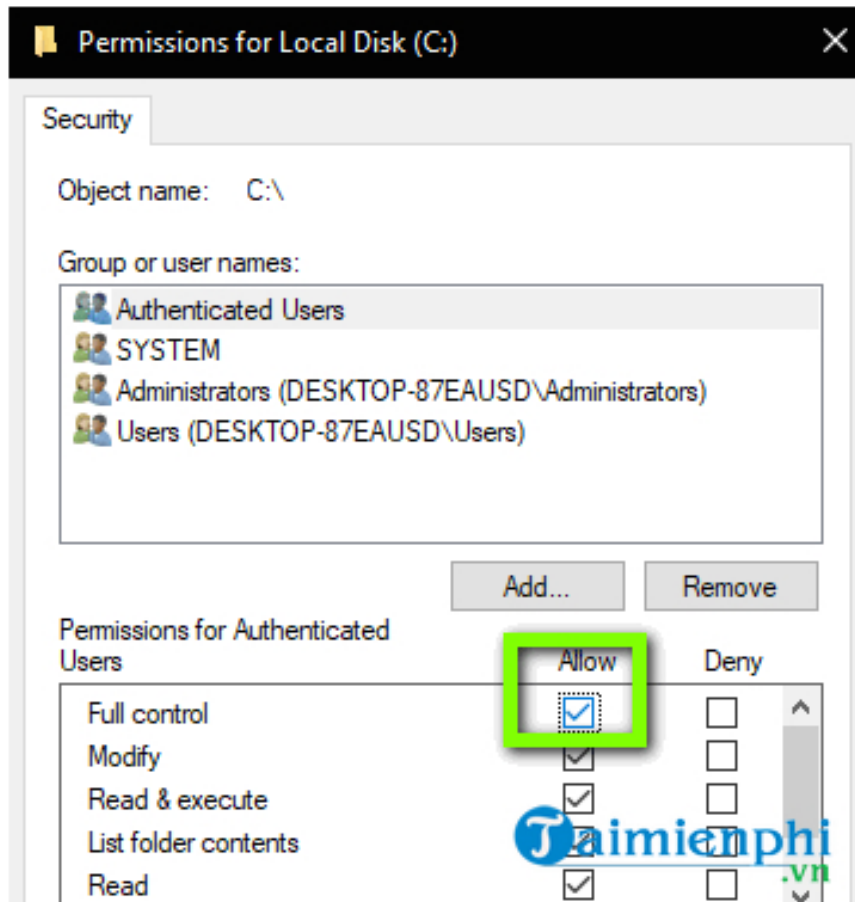 Permissions for Local Disk (C:)
Security
Object name: C:\
Group or user names:
Authenticated Users
SYSTEM
Administrators (DESKTOP-87EAUSD\Administrators)
Users (DESKTOP-87EAUSD\Users)
Add... Remove
Permissions for Authenticated
Users Allow Deny
Full control
Modify
Read & execute
List folder contents
Read
Taimienphi
.vn